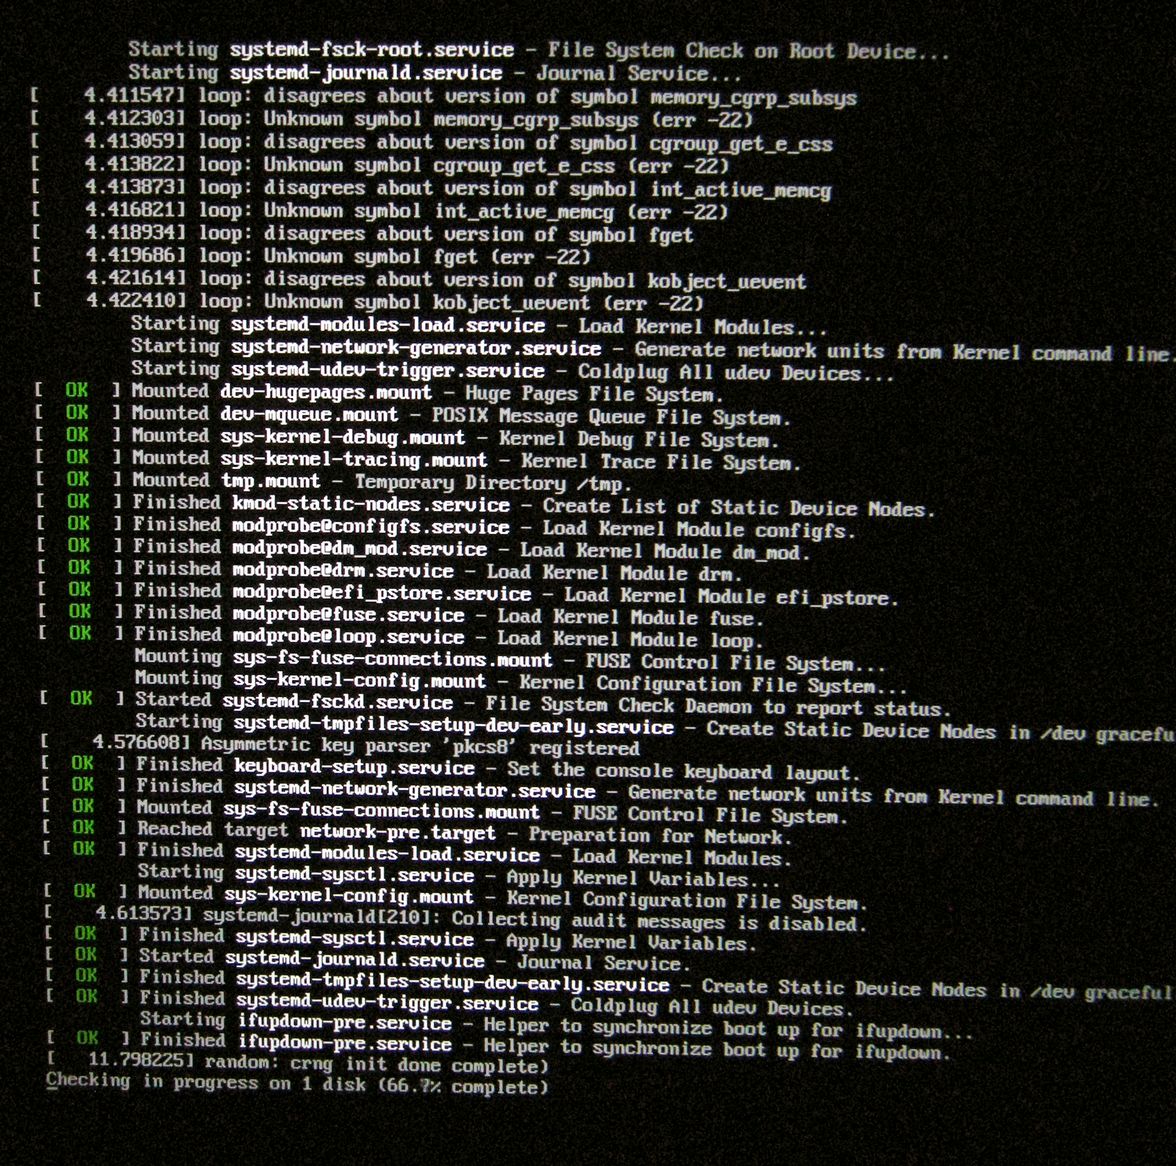 Starting systemd-fsck-root.service - File System Check on Root Device...
Starting systemd-journald.service - Journal Service...
[    4.411547] loop: disagrees about version of symbol memory_cgrp_subsys
[    4.412303] loop: Unknown symbol memory_cgrp_subsys (err -22)
[    4.413059] loop: disagrees about version of symbol cgroup_get_e_css
[    4.413822] loop: Unknown symbol cgroup_get_e_css (err -22)
[    4.413873] loop: disagrees about version of symbol int_active_memcg
[    4.416821] loop: Unknown symbol int_active_memcg (err -22)
[    4.418934] loop: disagrees about version of symbol fget
[    4.419686] loop: Unknown symbol fget (err -22)
[    4.421614] loop: disagrees about version of symbol kobject_uevent
[    4.422410] loop: Unknown symbol kobject_uevent (err -22)
Starting systemd-modules-load.service - Load Kernel Modules...
Starting systemd-network-generator.service - Generate network units from Kernel command line
Starting systemd-udev-trigger.service - Coldplug All udev Devices...
[  OK  ] Mounted dev-hugepages.mount - Huge Pages File System.
[  OK  ] Mounted dev-mqueue.mount - POSIX Message Queue File System.
[  OK  ] Mounted sys-kernel-debug.mount - Kernel Debug File System.
[  OK  ] Mounted sys-kernel-tracing.mount - Kernel Trace File System.
[  OK  ] Mounted tmp.mount - Temporary Directory /tmp.
[  OK  ] Finished kmod-static-nodes.service - Create List of Static Device Nodes.
[  OK  ] Finished modprobe@configfs.service - Load Kernel Module configfs.
[  OK  ] Finished modprobe@dm_mod.service - Load Kernel Module dm_mod.
[  OK  ] Finished modprobe@drm.service - Load Kernel Module drm.
[  OK  ] Finished modprobe@efi_pstore.service - Load Kernel Module efi_pstore.
[  OK  ] Finished modprobe@fuse.service - Load Kernel Module fuse.
[  OK  ] Finished modprobe@loop.service - Load Kernel Module loop.
Mounting sys-fs-fuse-connections.mount - FUSE Control File System...
Mounting sys-kernel-config.mount - Kernel Configuration File System...
[  OK  ] Started systemd-fsckd.service - File System Check Daemon to report status.
Starting systemd-tmpfiles-setup-dev-early.service - Create Static Device Nodes in /dev gracefu
[    4.576608] Asymmetric key parser 'pkcs8' registered
[  OK  ] Finished keyboard-setup.service - Set the console keyboard layout.
[  OK  ] Finished systemd-network-generator.service - Generate network units from Kernel command line.
[  OK  ] Mounted sys-fs-fuse-connections.mount - FUSE Control File System.
[  OK  ] Reached target network-pre.target - Preparation for Network.
[  OK  ] Finished systemd-modules-load.service - Load Kernel Modules.
Starting systemd-sysctl.service - Apply Kernel Variables...
[  OK  ] Mounted sys-kernel-config.mount - Kernel Configuration File System.
[    4.613573] systemd-journald[210]: Collecting audit messages is disabled.
[  OK  ] Finished systemd-sysctl.service - Apply Kernel Variables.
[  OK  ] Started systemd-journald.service - Journal Service.
[  OK  ] Finished systemd-tmpfiles-setup-dev-early.service - Create Static Device Nodes in /dev graceful
[  OK  ] Finished systemd-udev-trigger.service - Coldplug All udev Devices.
Starting ifupdown-pre.service - Helper to synchronize boot up for ifupdown...
[  OK  ] Finished ifupdown-pre.service - Helper to synchronize boot up for ifupdown.
[   11.798225] random: crng init done complete)
Checking in progress on 1 disk complete)